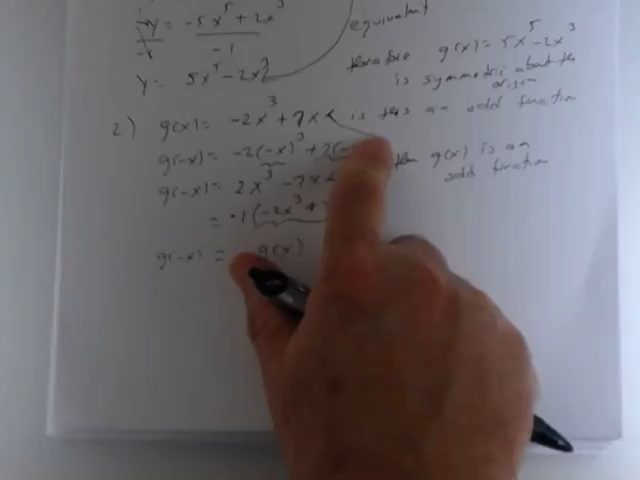 -y = -5x⁵ + 2x³
-1
y = 5x⁵ - 2x³
equivalent
therefore g(x) = 5x⁵ - 2x³
is symmetric about the
origin
2) g(x) = -2x³ + 7x is this an odd function
g(-x) = -2(-x)³ + 7(-
g(-x) = 2x³ - 7x
= -1(-2x³ +
g(-x) = g(x)
then g(x) is an
odd function